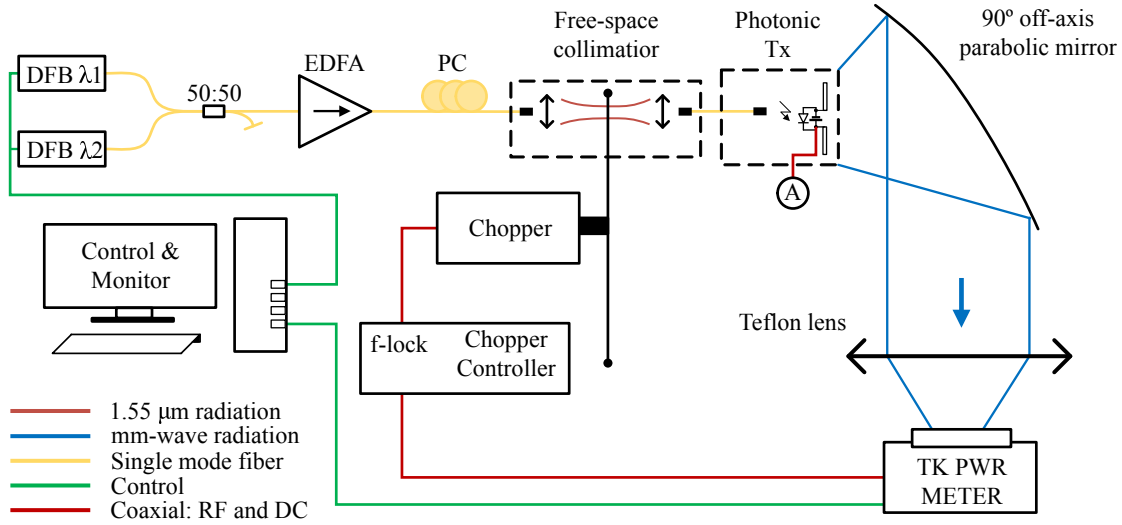 DFB λ1
DFB λ2
50:50
EDFA
PC
Free-space
collimatior
Photonic
Tx
90º off-axis
parabolic mirror
A
Control &
Monitor
Chopper
f-lock
Chopper
Controller
Teflon lens
TK PWR
METER
1.55 μm radiation
mm-wave radiation
Single mode fiber
Control
Coaxial: RF and DC